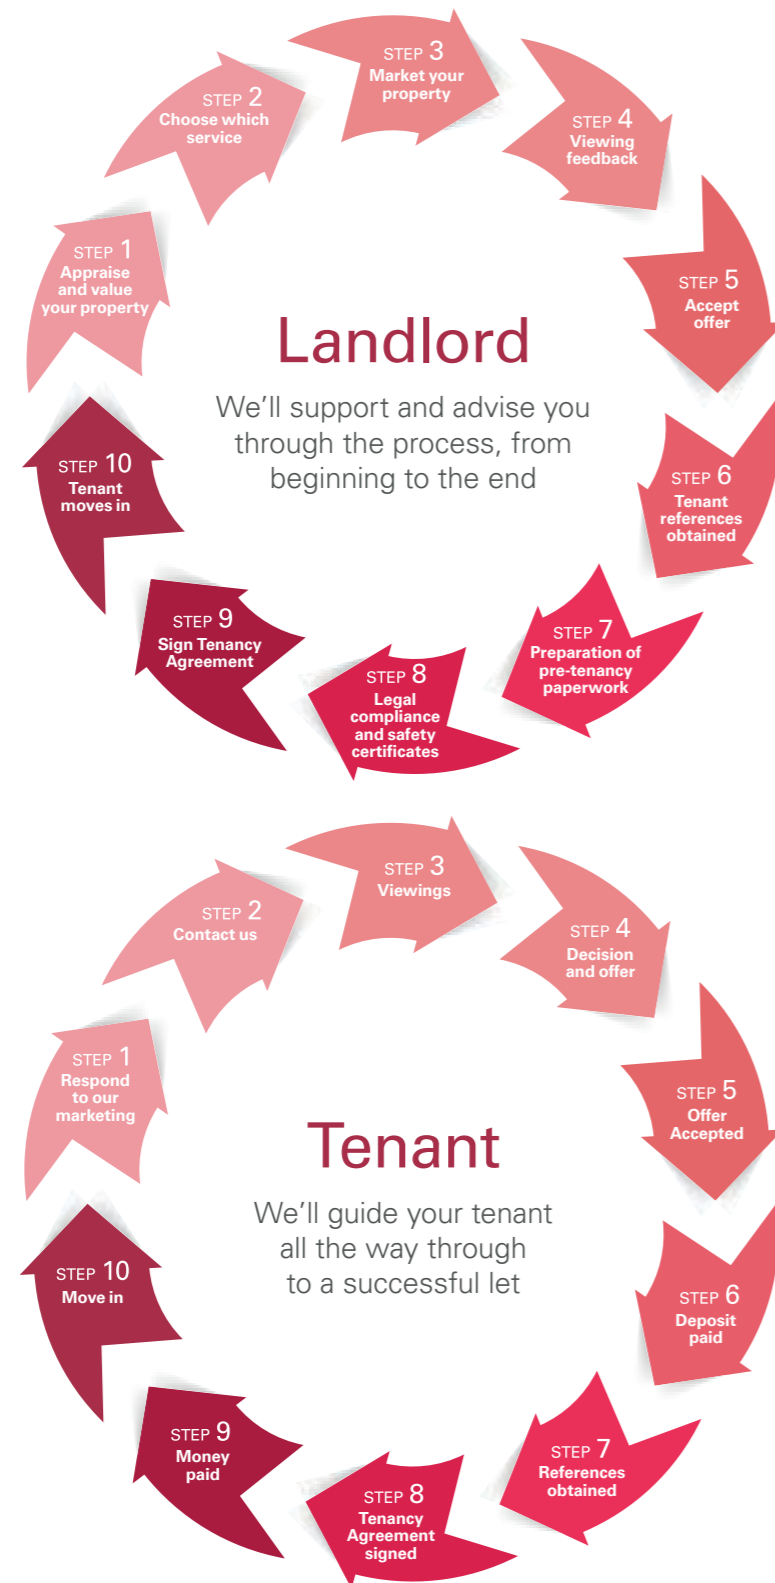 STEP 1
Appraise
and value
your property
STEP 2
Choose which
service
STEP 3
Market your
property
STEP 4
Viewing
feedback
STEP 5
Accept
offer
STEP 6
Tenant
references
obtained
STEP 7
Preparation of
pre-tenancy
paperwork
STEP 8
Legal
compliance
and safety
certificates
STEP 9
Sign Tenancy
Agreement
STEP 10
Tenant
moves in
Landlord
We’ll support and advise you
through the process, from
beginning to the end
STEP 1
Respond
to our
marketing
STEP 2
Contact us
STEP 3
Viewings
STEP 4
Decision
and offer
STEP 5
Offer
Accepted
STEP 6
Deposit
paid
STEP 7
References
obtained
STEP 8
Tenancy
Agreement
signed
STEP 9
Money
paid
STEP 10
Move in
Tenant
We’ll guide your tenant
all the way through
to a successful let